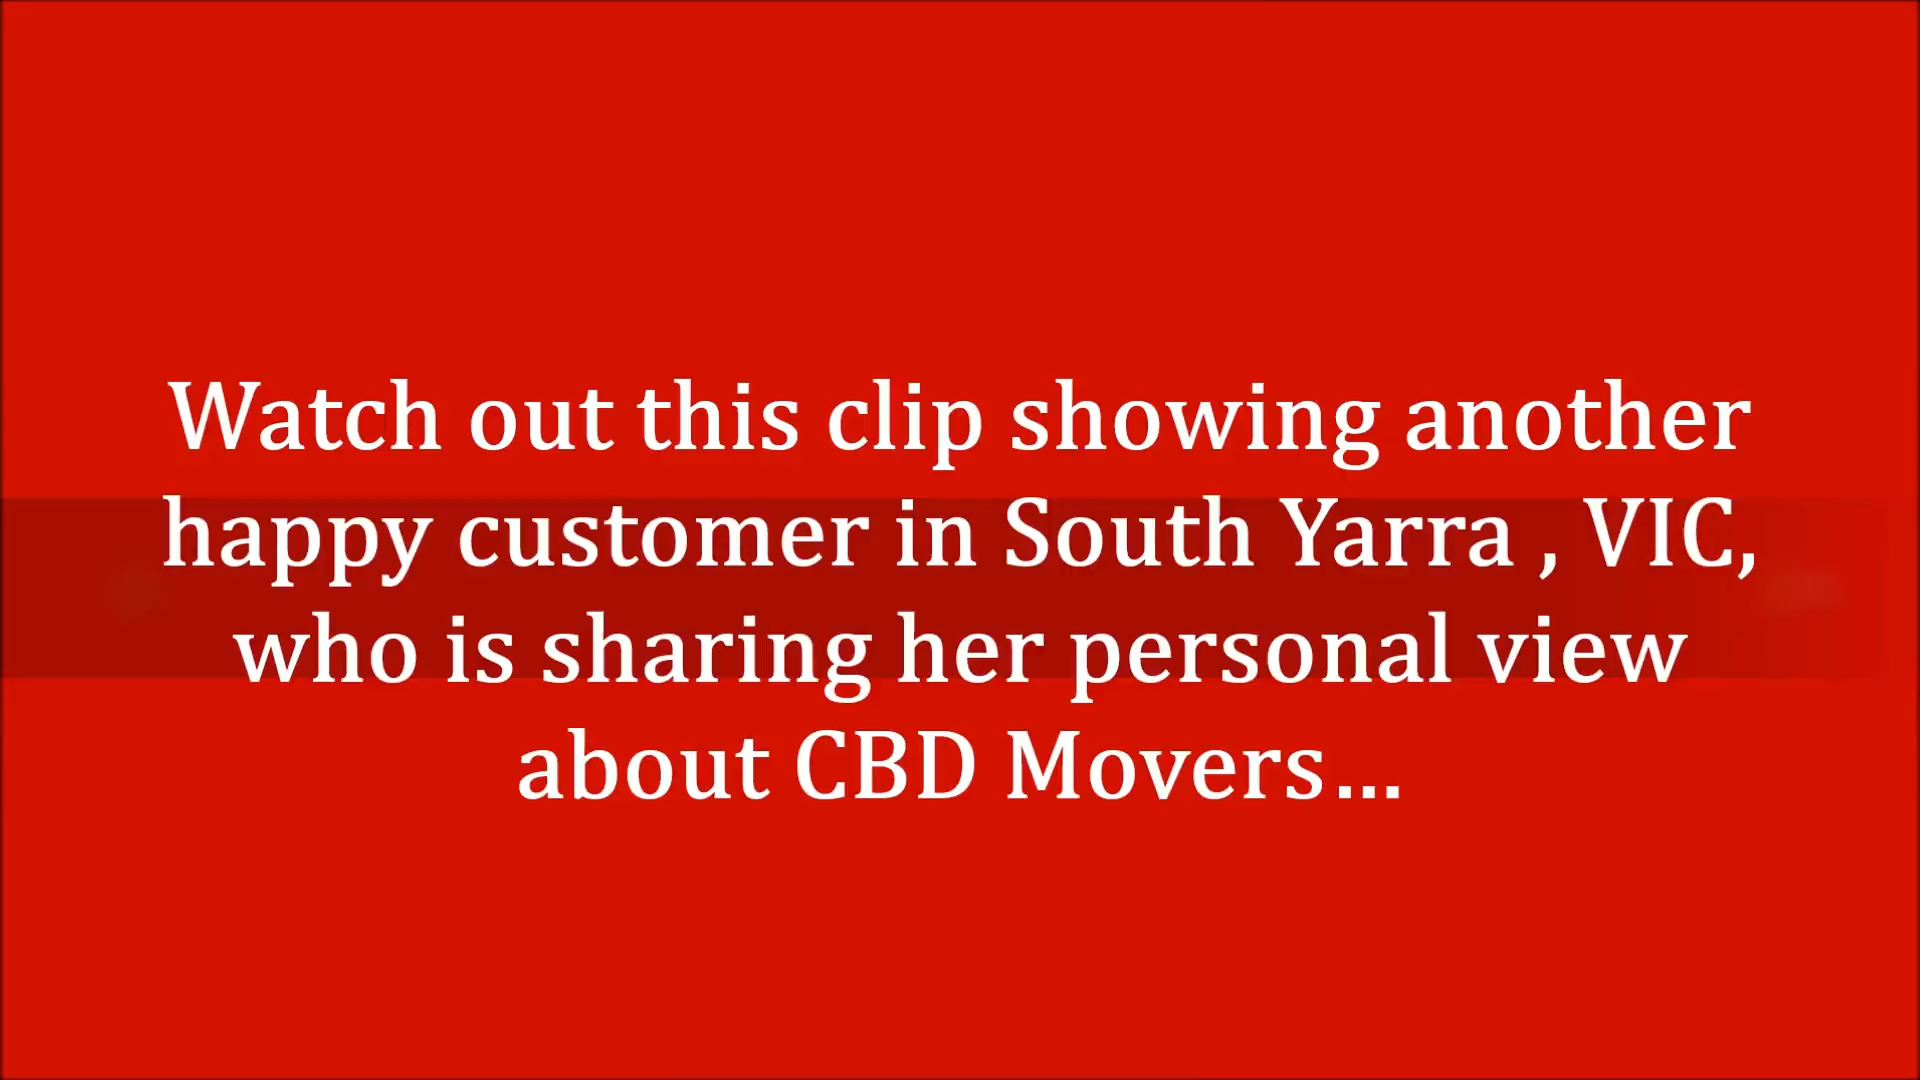 Watch out this clip showing another
happy customer in South Yarra , VIC,
who is sharing her personal view
about CBD Movers...